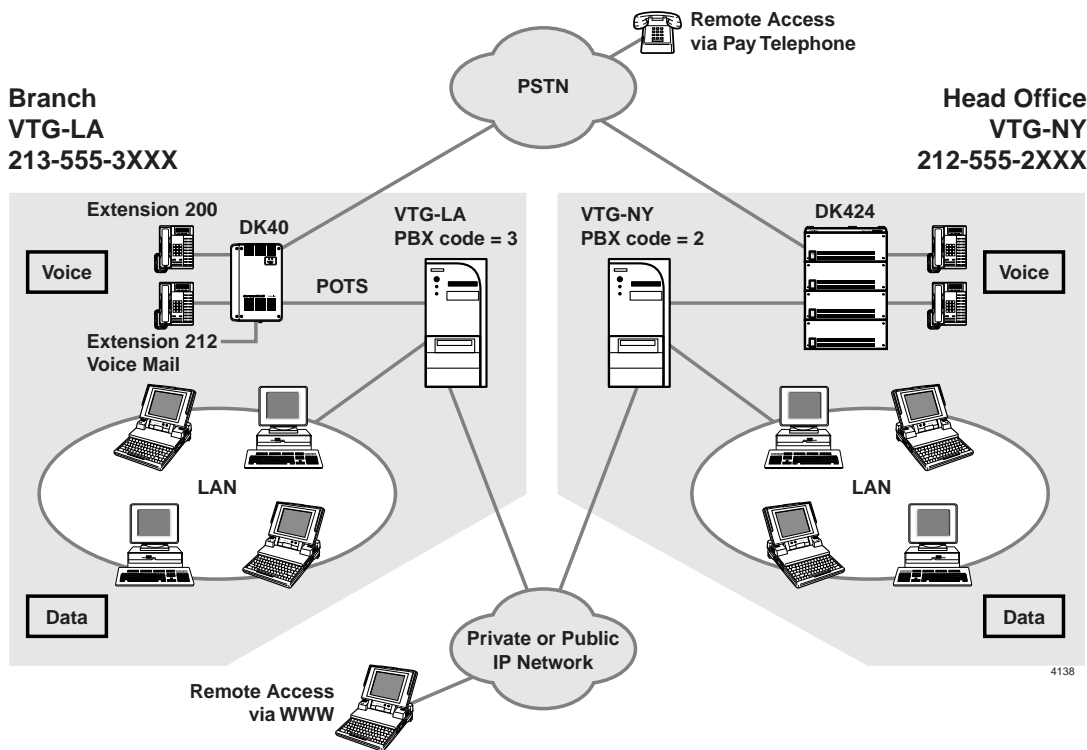 Remote Access
via Pay Telephone
PSTN
Branch
VTG-LA
213-555-3XXX
Head Office
VTG-NY
212-555-2XXX
Extension 200
DK40
VTG-LA
PBX code = 3
VTG-NY
PBX code = 2
DK424
Voice
POTS
Voice
Extension 212
Voice Mail
LAN
LAN
Data
Data
Private or Public
IP Network
4138
Remote Access
via WWW